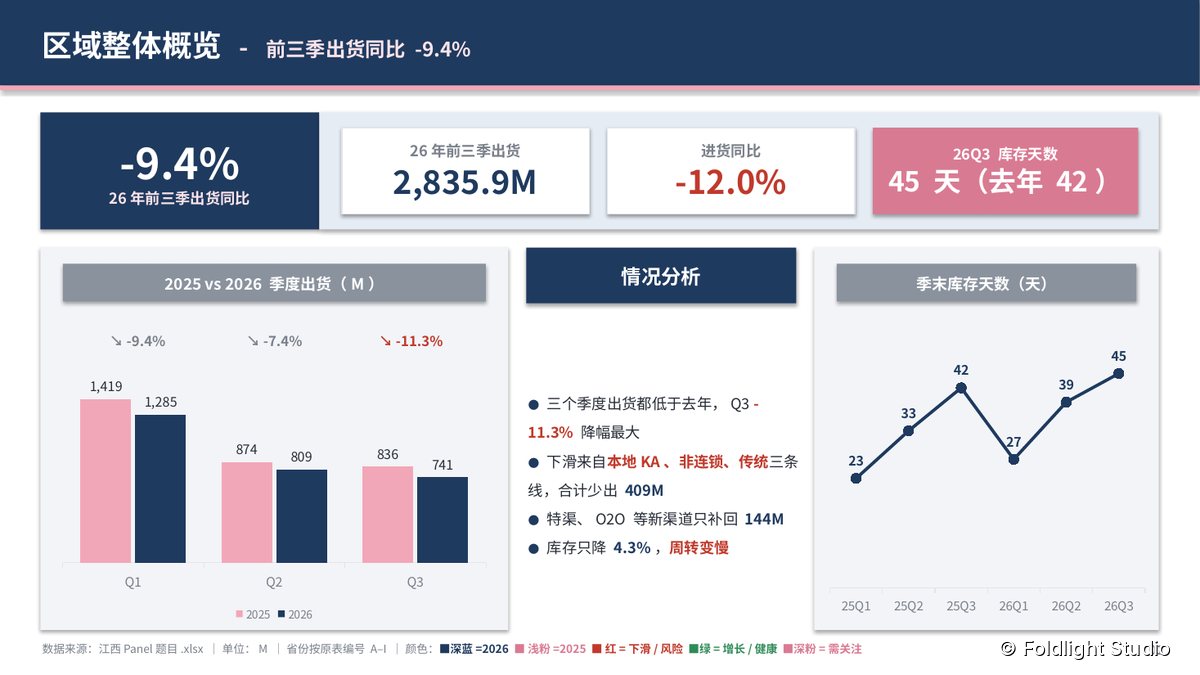 区域整体概览 - 前三季出货同比 -9.4%
-9.4%
26 年前三季出货同比
26 年前三季出货
2,835.9M
进货同比
-12.0%
26Q3 库存天数
45 天（去年 42 ）
2025 vs 2026 季度出货（ M ）
↘ -9.4% ↘ -7.4% ↘ -11.3%
1,419
1,285
874
809
836
741
Q1 Q2 Q3
2025 2026
情况分析
● 三个季度出货都低于去年， Q3 -
11.3% 降幅最大
● 下滑来自本地 KA 、非连锁、传统三条
线，合计少出 409M
● 特渠、 O2O 等新渠道只补回 144M
● 库存只降 4.3% ，周转变慢
季末库存天数（天）
23
33
42
27
39
45
25Q1 25Q2 25Q3 26Q1 26Q2 26Q3
数据来源：江西 Panel 题目 .xlsx ｜ 单位： M ｜ 省份按原表编号 A–I ｜ 颜色：■深蓝 =2026 ■ 浅粉 =2025 ■ 红 = 下滑 / 风险 ■绿 = 增长 / 健康 ■深粉 = 需关注
© Foldlight Studio